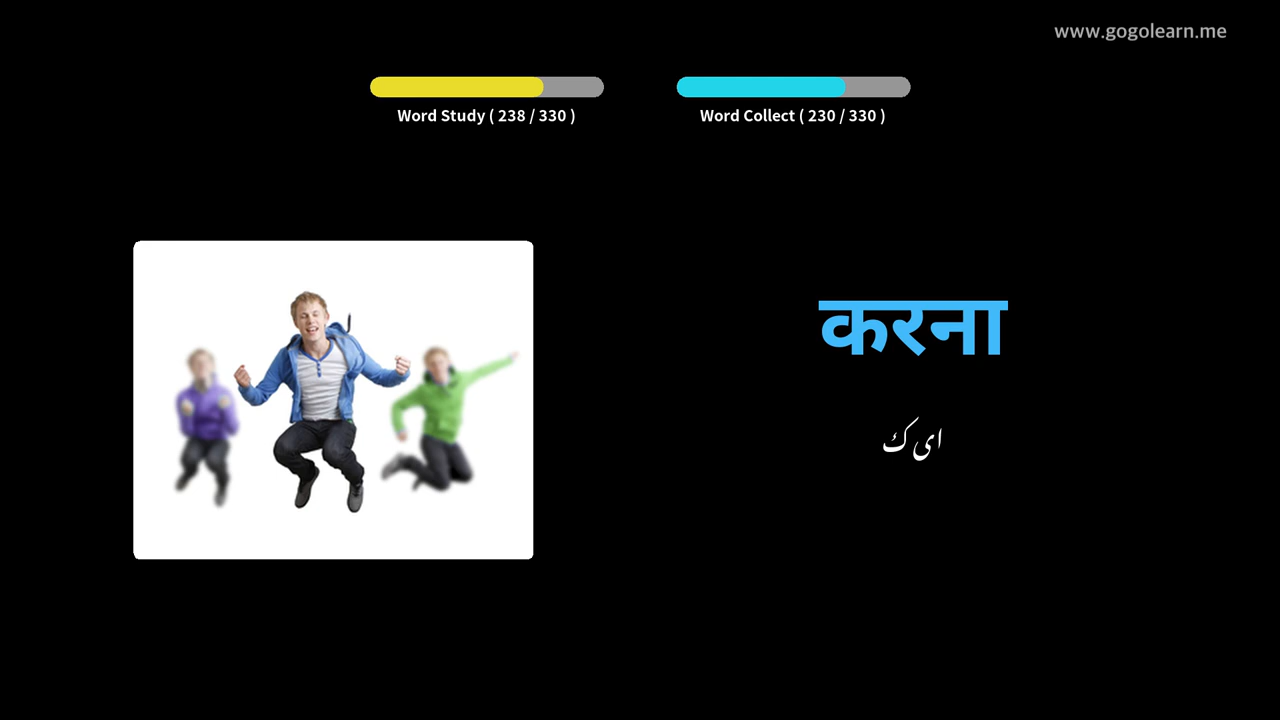 www.gogolearn.me
Word Study ( 238 / 330 )
Word Collect ( 230 / 330 )
करना
ای ک